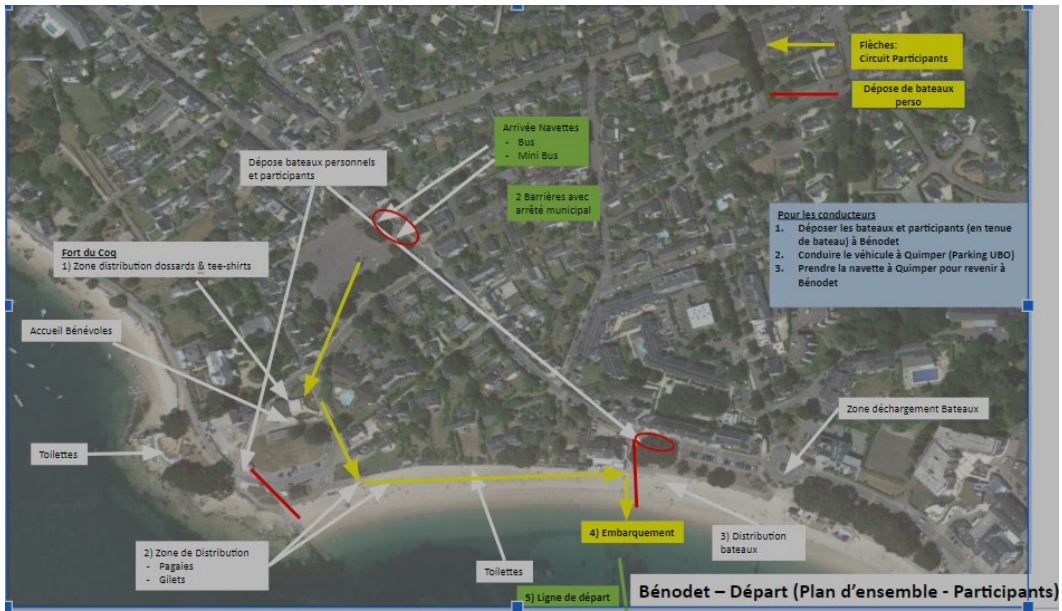 Flèches:
Circuit Participants
Dépose de bateaux
perso
Arrivée Navettes
- Bus
- Mini Bus
Dépose bateaux personnels
et participants
2 Barrières avec
arrêté municipal
Pour les conducteurs
1. Déposer les bateaux et participants (en tenue
de bateau) à Bénodet
2. Conduire le véhicule à Quimper (Parking UBO)
3. Prendre la navette à Quimper pour revenir à
Bénodet
Fort du Coq
1) Zone distribution dossards & tee-shirts
Accueil Bénévoles
Zone déchargement Bateaux
Toilettes
4) Embarquement
3) Distribution
bateaux
2) Zone de Distribution
- Pagaies
- Gilets
Toilettes
5) Ligne de départ
Bénodet – Départ (Plan d'ensemble - Participants)